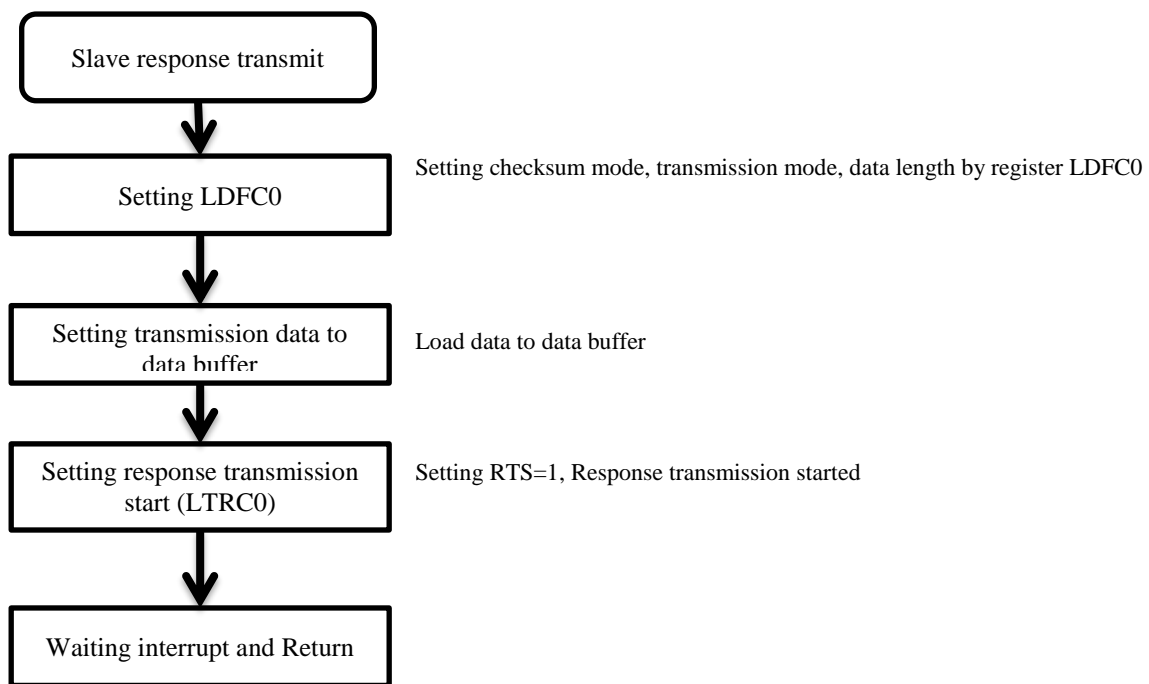 Slave response transmit
Setting LDFC0
Setting checksum mode, transmission mode, data length by register LDFC0
Setting transmission data to
data buffer
Load data to data buffer
Setting response transmission
start (LTRC0)
Setting RTS=1, Response transmission started
Waiting interrupt and Return